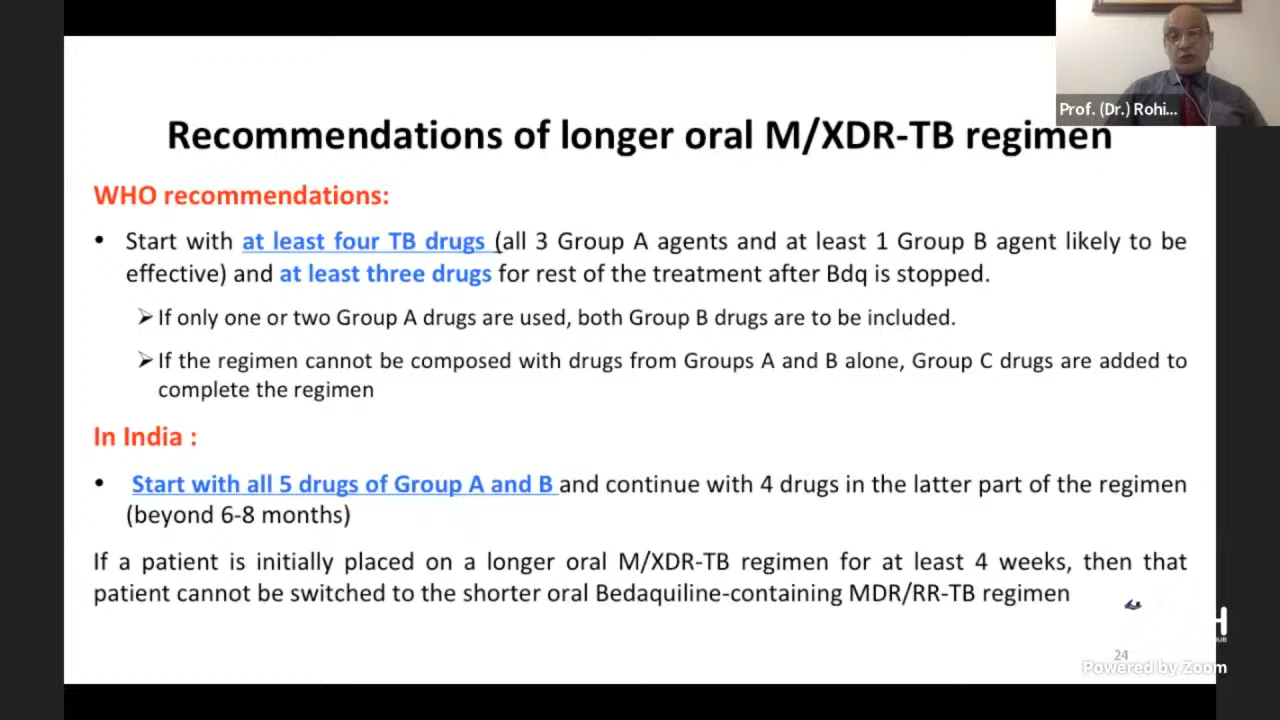 Prof. (Dr.) Rohi...
Recommendations of longer oral M/XDR-TB regimen
WHO recommendations:
• Start with at least four TB drugs (all 3 Group A agents and at least 1 Group B agent likely to be
effective) and at least three drugs for rest of the treatment after Bdq is stopped.
➢ If only one or two Group A drugs are used, both Group B drugs are to be included.
➢ If the regimen cannot be composed with drugs from Groups A and B alone, Group C drugs are added to
complete the regimen
In India :
• Start with all 5 drugs of Group A and B and continue with 4 drugs in the latter part of the regimen
(beyond 6-8 months)
If a patient is initially placed on a longer oral M/XDR-TB regimen for at least 4 weeks, then that
patient cannot be switched to the shorter oral Bedaquiline-containing MDR/RR-TB regimen
24
Powered by Zoom